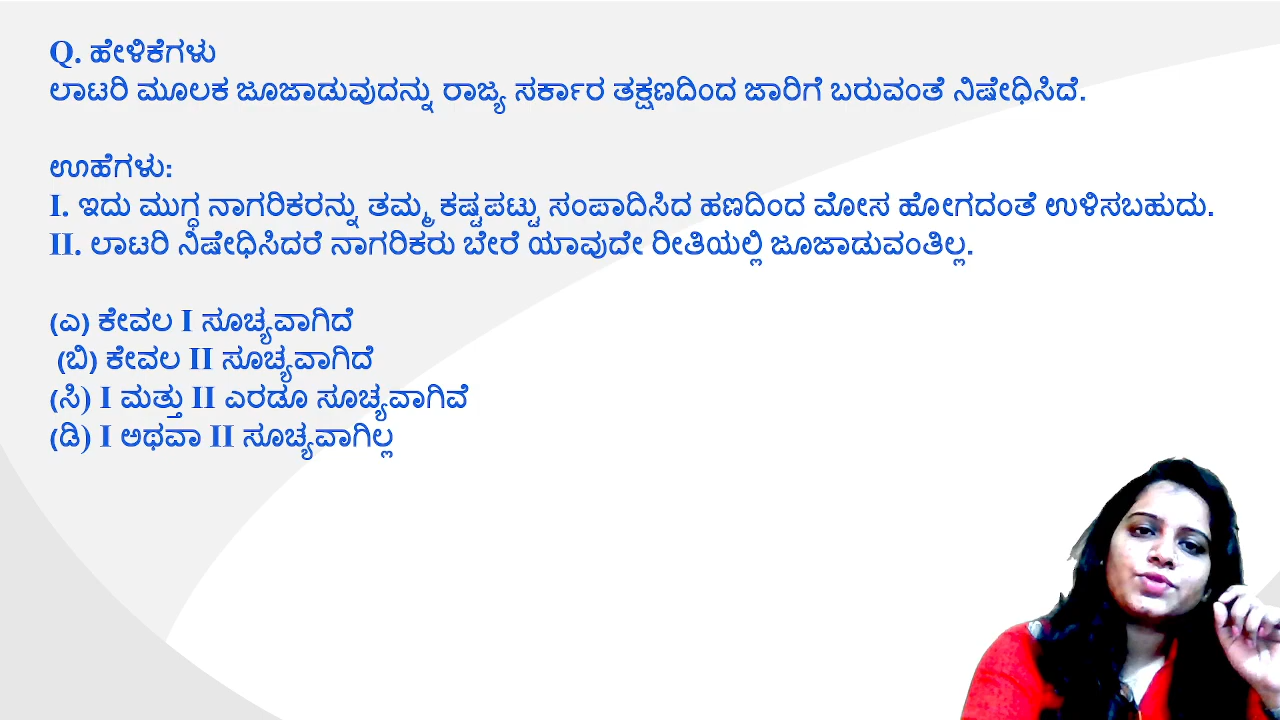 Q. ಹೇಳಿಕೆಗಳು
ಲಾಟರಿ ಮೂಲಕ ಜೂಜಾಡುವುದನ್ನು ರಾಜ್ಯ ಸರ್ಕಾರ ತಕ್ಷಣದಿಂದ ಜಾರಿಗೆ ಬರುವಂತೆ ನಿಷೇಧಿಸಿದೆ.
ಊಹೆಗಳು:
I. ಇದು ಮುಗ್ಧ ನಾಗರಿಕರನ್ನು ತಮ್ಮ ಕಷ್ಟಪಟ್ಟು ಸಂಪಾದಿಸಿದ ಹಣದಿಂದ ಮೋಸ ಹೋಗದಂತೆ ಉಳಿಸಬಹುದು.
II. ಲಾಟರಿ ನಿಷೇಧಿಸಿದರೆ ನಾಗರಿಕರು ಬೇರೆ ಯಾವುದೇ ರೀತಿಯಲ್ಲಿ ಜೂಜಾಡುವಂತಿಲ್ಲ.
(ಎ) ಕೇವಲ I ಸೂಚ್ಯವಾಗಿದೆ
(ಬಿ) ಕೇವಲ II ಸೂಚ್ಯವಾಗಿದೆ
(ಸಿ) I ಮತ್ತು II ಎರಡೂ ಸೂಚ್ಯವಾಗಿವೆ
(ಡಿ) I ಅಥವಾ II ಸೂಚ್ಯವಾಗಿಲ್ಲ